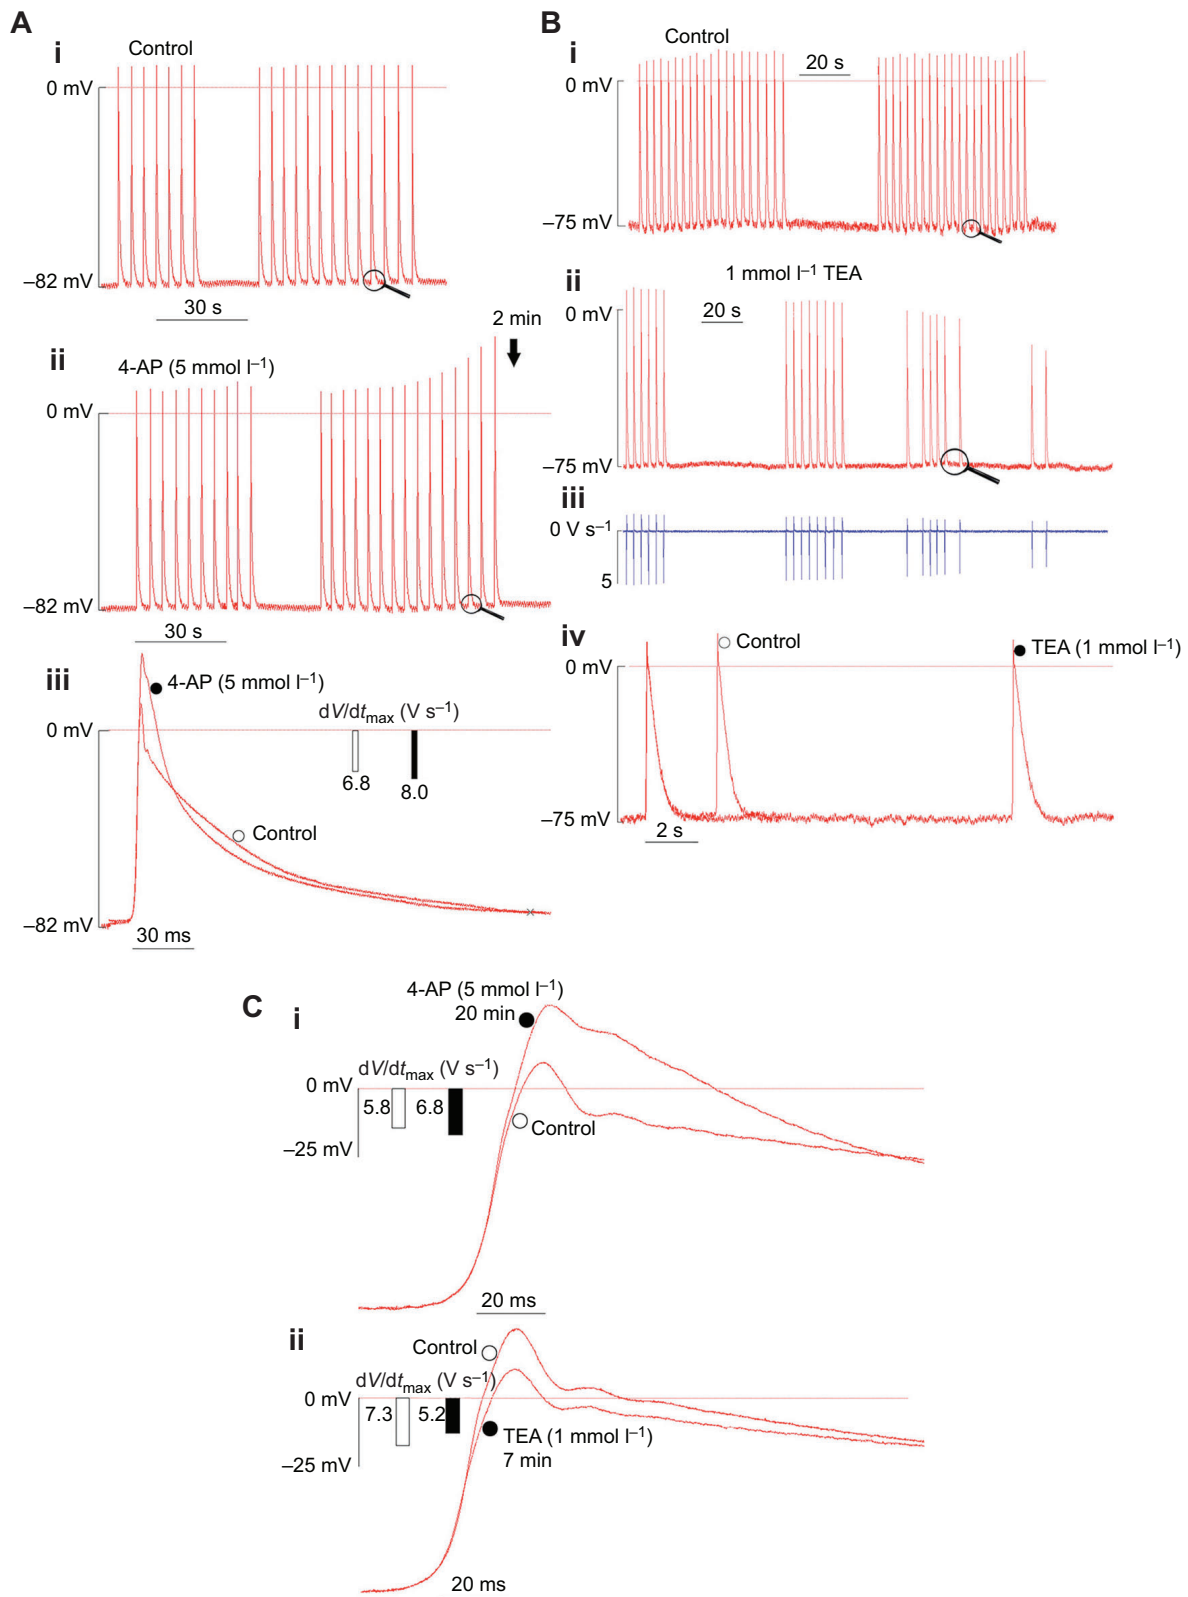 A
i
Control
0 mV
–82 mV
30 s
2 min
ii
4-AP (5 mmol l–1)
0 mV
–82 mV
30 s
iii
4-AP (5 mmol l–1)
dV/dtmax (V s–1)
0 mV
6.8
8.0
Control
–82 mV
30 ms
B
i
Control
20 s
0 mV
–75 mV
ii
1 mmol l–1 TEA
20 s
0 mV
–75 mV
iii
0 V s–1
5
iv
Control
TEA (1 mmol l–1)
0 mV
–75 mV
2 s
C
i
4-AP (5 mmol l–1)
20 min
dV/dtmax (V s–1)
0 mV
5.8
6.8
Control
–25 mV
20 ms
ii
Control
dV/dtmax (V s–1)
0 mV
7.3
5.2
TEA (1 mmol l–1)
7 min
–25 mV
20 ms